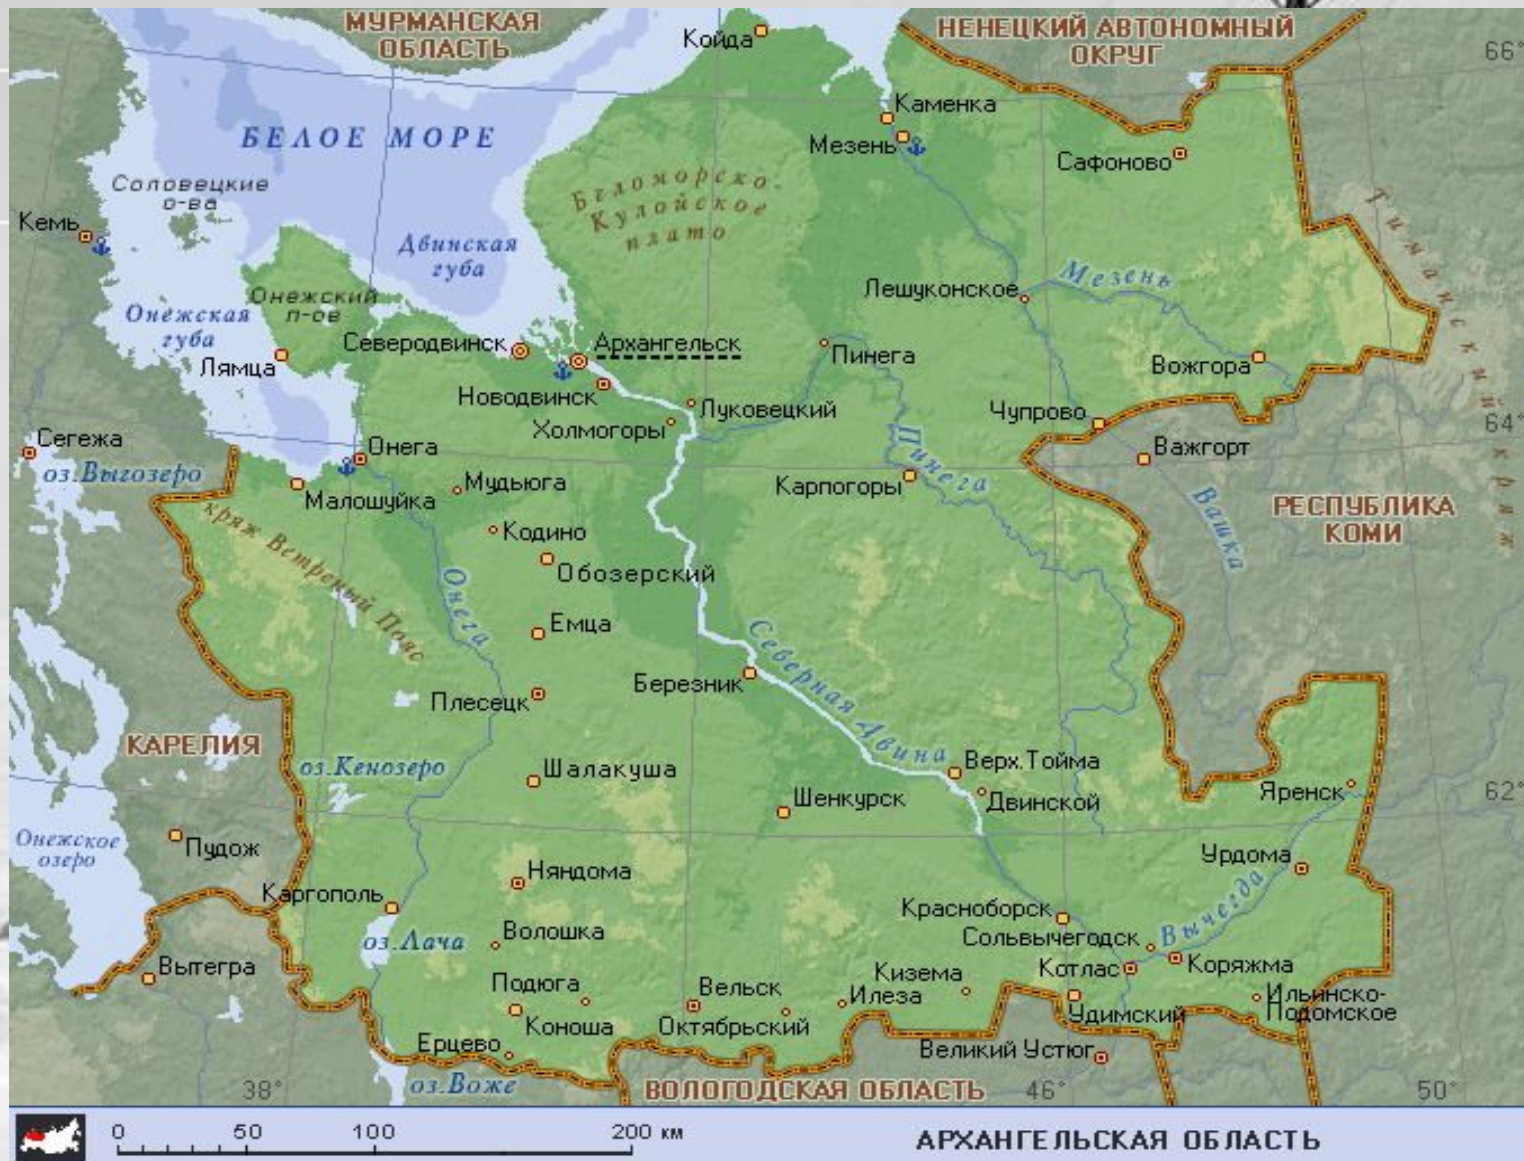 МУРМАНСКАЯ
ОБЛАСТЬ
Койда
НЕНЕЦКИЙ АВТОНОМНЫЙ
ОКРУГ
66°
БЕЛОЕ МОРЕ
Каменка
Мезень
Сафоново
Соловецкие
о-ва
Беломорско-
Кулойское
плато
Тиманский кряж
Кемь
Двинская
губа
Мезень
Лешуконское
Онежский
п-ов
Онежская
губа
Северодвинск
Архангельск
Пинега
Вожгора
Лямца
Новодвинск
Луковецкий
Чупрово
64°
Холмогоры
Сегежа
Онега
Важгорт
оз.Выгозеро
Пинега
Малошуйка
Мудьюга
Карпогоры
Вашка
РЕСПУБЛИКА
КОМИ
кряж Ветреный Пояс
Кодино
Обозерский
Онега
Емца
Северная Двина
Березник
Плесецк
КАРЕЛИЯ
оз.Кенозеро
Шалакуша
Верх.Тойма
Двинской
Яренск
62°
Шенкурск
Онежское
озеро
Пудож
Урдома
Няндома
Каргополь
Красноборск
Вычегда
оз.Лача
Волошка
Сольвычегодск
Вытегра
Котлас
Коряжма
Подюга
Вельск
Кизема
Илеза
Ильинско-
Подомское
Коноша
Октябрьский
Удимский
Ерцево
Великий Устюг
38°
оз.Воже
ВОЛОГОДСКАЯ ОБЛАСТЬ
46°
50°
0 50 100 200 км
АРХАНГЕЛЬСКАЯ ОБЛАСТЬ